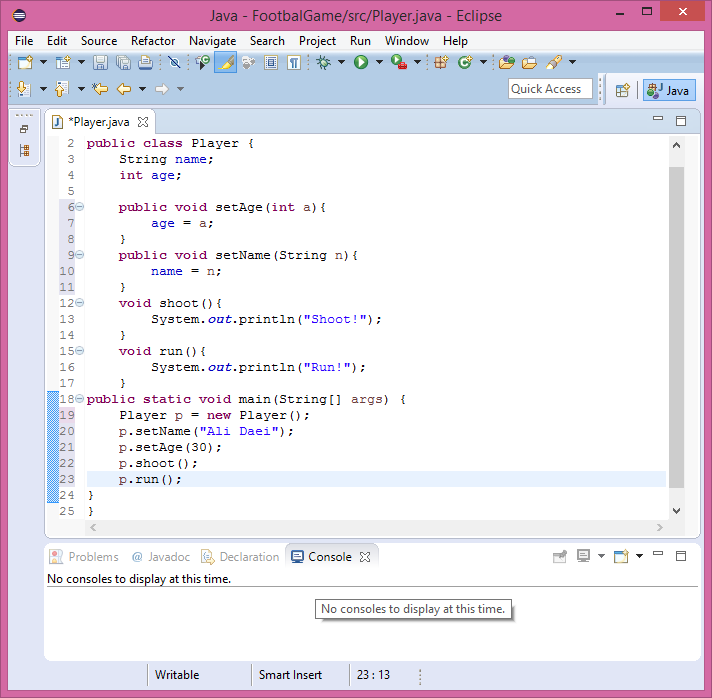 Java - FootbalGame/src/Player.java - Eclipse
File Edit Source Refactor Navigate Search Project Run Window Help
Quick Access
Java
*Player.java
2 public class Player {
3 String name;
4 int age;
5
6 public void setAge(int a){
7 age = a;
8 }
9 public void setName(String n){
10 name = n;
11 }
12 void shoot(){
13 System.out.println("Shoot!");
14 }
15 void run(){
16 System.out.println("Run!");
17 }
18 public static void main(String[] args) {
19 Player p = new Player();
20 p.setName("Ali Daei");
21 p.setAge(30);
22 p.shoot();
23 p.run();
24 }
25 }
Problems @ Javadoc Declaration Console
No consoles to display at this time.
No consoles to display at this time.
Writable Smart Insert 23 : 13